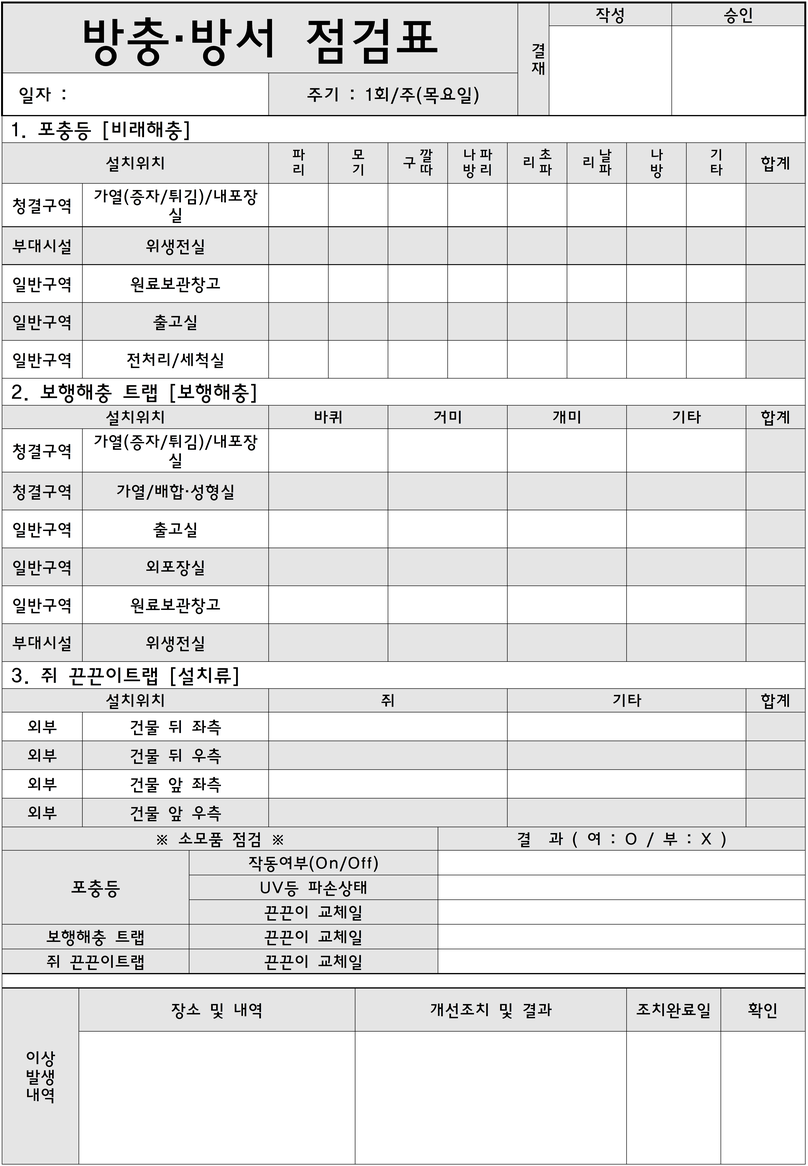 방충·방서 점검표
결재
작성
승인
일자 :
주기 : 1회/주(목요일)
1. 포충등 [비래해충]
설치위치
파리
모기
깔따구
나방파리
초파리
날파리
나방
기타
합계
청결구역
가열(증자/튀김)/내포장
실
부대시설
위생전실
일반구역
원료보관창고
일반구역
출고실
일반구역
전처리/세척실
2. 보행해충 트랩 [보행해충]
설치위치
바퀴
거미
개미
기타
합계
청결구역
가열(증자/튀김)/내포장
실
청결구역
가열/배합·성형실
일반구역
출고실
일반구역
외포장실
일반구역
원료보관창고
부대시설
위생전실
3. 쥐 끈끈이트랩 [설치류]
설치위치
쥐
기타
합계
외부
건물 뒤 좌측
외부
건물 뒤 우측
외부
건물 앞 좌측
외부
건물 앞 우측
※ 소모품 점검 ※
결 과 ( 여 : O / 부 : X )
포충등
작동여부(On/Off)
UV등 파손상태
끈끈이 교체일
보행해충 트랩
끈끈이 교체일
쥐 끈끈이트랩
끈끈이 교체일
이상
발생
내역
장소 및 내역
개선조치 및 결과
조치완료일
확인